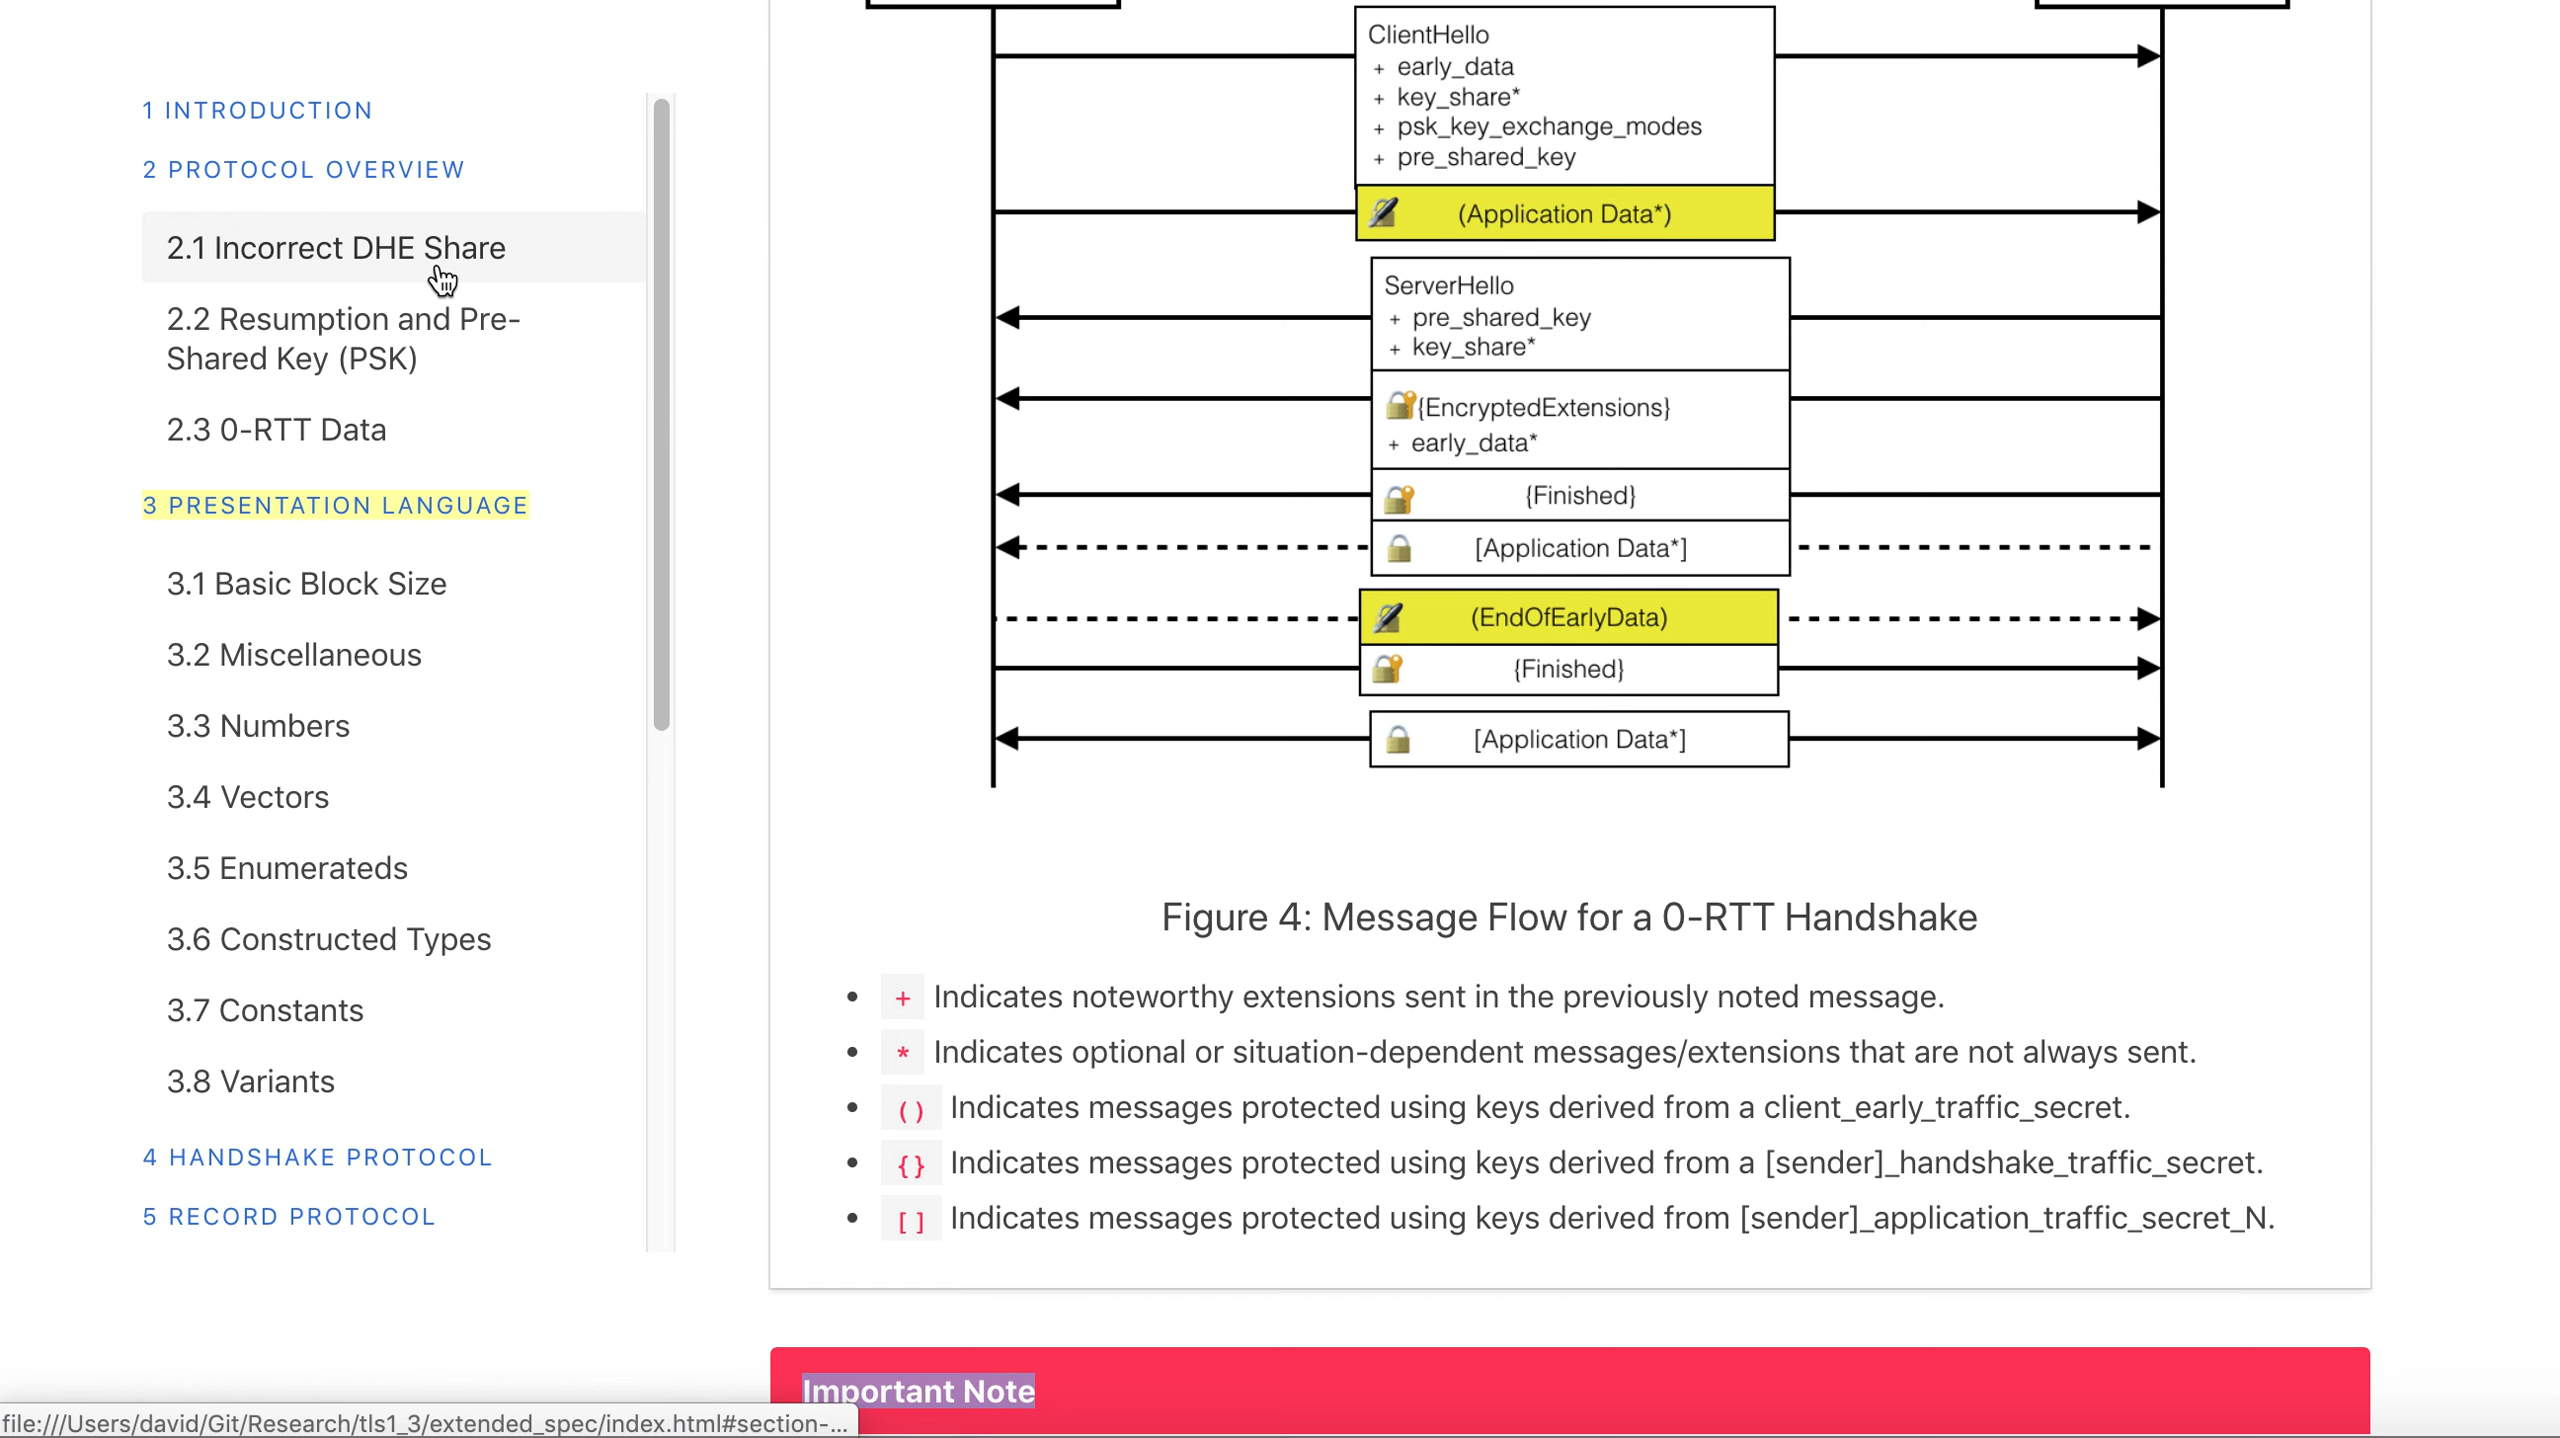 1 INTRODUCTION
2 PROTOCOL OVERVIEW
2.1 Incorrect DHE Share
2.2 Resumption and Pre-
Shared Key (PSK)
2.3 0-RTT Data
3 PRESENTATION LANGUAGE
3.1 Basic Block Size
3.2 Miscellaneous
3.3 Numbers
3.4 Vectors
3.5 Enumerateds
3.6 Constructed Types
3.7 Constants
3.8 Variants
4 HANDSHAKE PROTOCOL
5 RECORD PROTOCOL
ClientHello
+ early_data
+ key_share*
+ psk_key_exchange_modes
+ pre_shared_key
(Application Data*)
ServerHello
+ pre_shared_key
+ key_share*
{EncryptedExtensions}
+ early_data*
{Finished}
[Application Data*]
(EndOfEarlyData)
{Finished}
[Application Data*]
Figure 4: Message Flow for a 0-RTT Handshake
• + Indicates noteworthy extensions sent in the previously noted message.
• * Indicates optional or situation-dependent messages/extensions that are not always sent.
• () Indicates messages protected using keys derived from a client_early_traffic_secret.
• {} Indicates messages protected using keys derived from a [sender]_handshake_traffic_secret.
• [] Indicates messages protected using keys derived from [sender]_application_traffic_secret_N.
Important Note
file:///Users/david/Git/Research/tls1_3/extended_spec/index.html#section-...